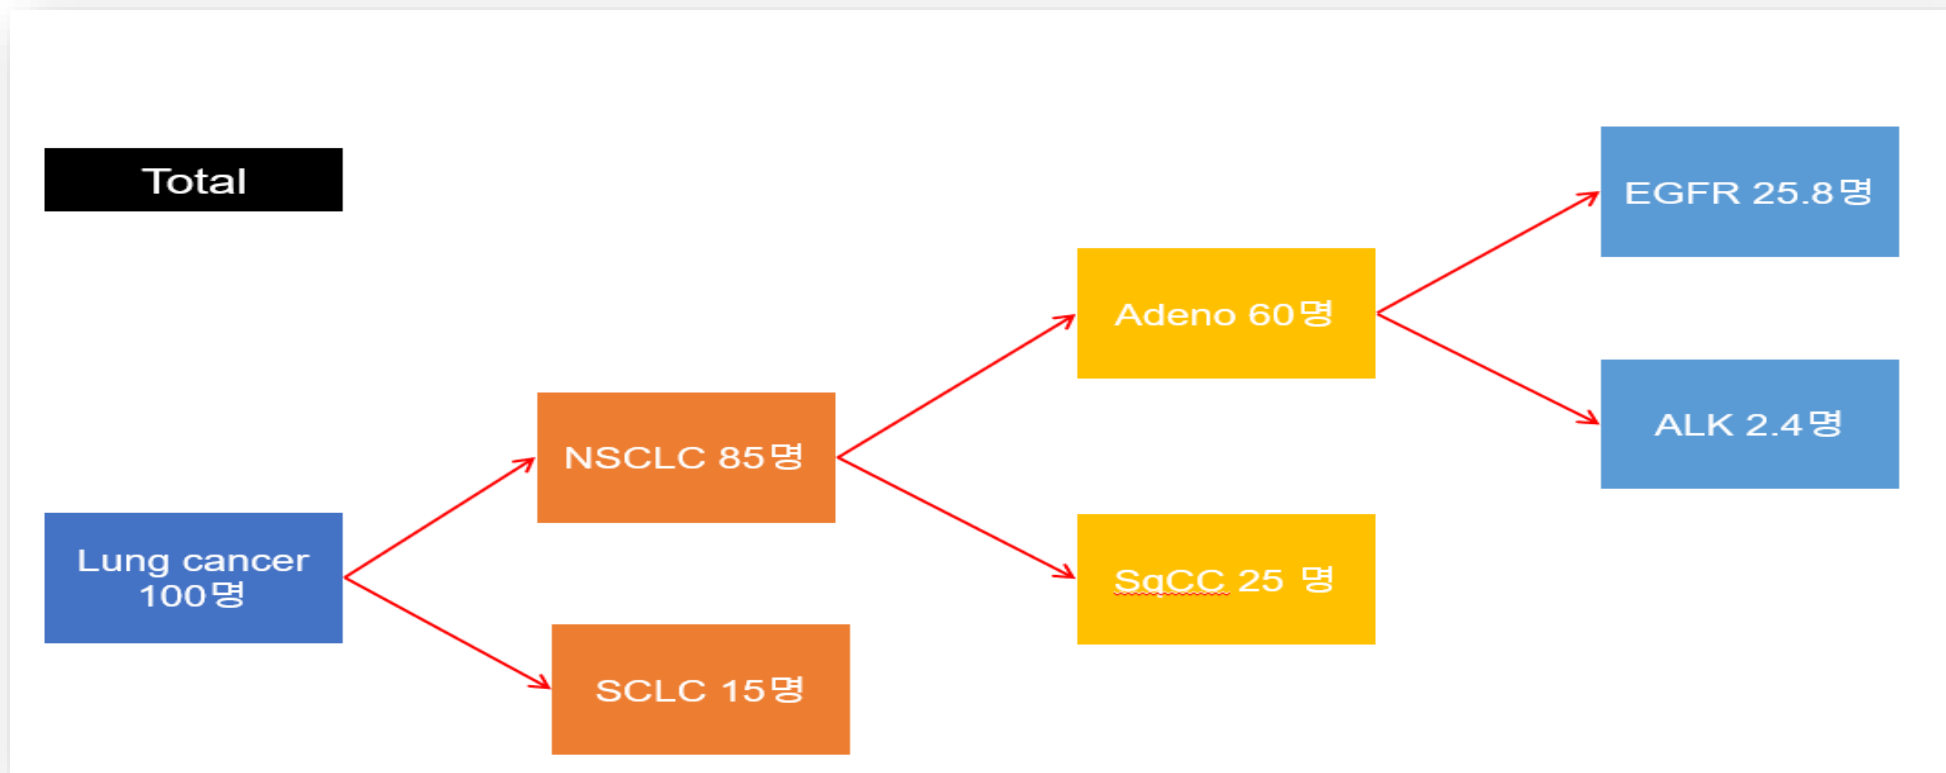 Total
Lung cancer
100명
NSCLC 85명
SCLC 15명
Adeno 60명
SqCC 25 명
EGFR 25.8명
ALK 2.4명